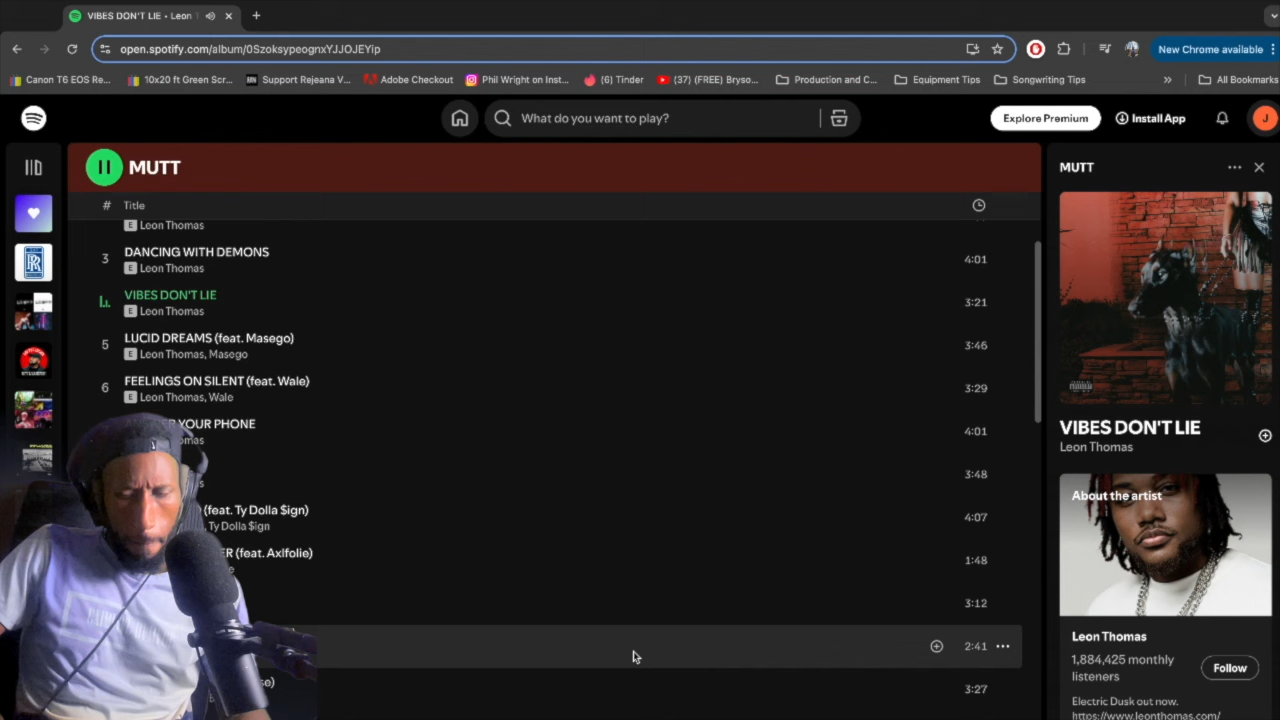 VIBES DON'T LIE • Leon
open.spotify.com/album/0SzoksypeognxYJJOJEYip
New Chrome available
Canon T6 EOS Re...
10x20 ft Green Scr...
Support Rejeana V...
Adobe Checkout
Phil Wright on Inst...
(6) Tinder
(37) (FREE) Bryso...
Production and C...
Equipment Tips
Songwriting Tips
»
All Bookmarks
What do you want to play?
Explore Premium
Install App
J
MUTT
# Title
E Leon Thomas
3 DANCING WITH DEMONS 4:01
E Leon Thomas
VIBES DON'T LIE 3:21
E Leon Thomas
5 LUCID DREAMS (feat. Masego) 3:46
E Leon Thomas, Masego
6 FEELINGS ON SILENT (feat. Wale) 3:29
E Leon Thomas, Wale
YOUR PHONE 4:01
3:48
(feat. Ty Dolla $ign) 4:07
, Ty Dolla $ign
ER (feat. Axlfolie) 1:48
3:12
2:41
3:27
MUTT
VIBES DON'T LIE
Leon Thomas
About the artist
Leon Thomas
1,884,425 monthly
listeners
Follow
Electric Dusk out now.
https://www.leonthomas.com/